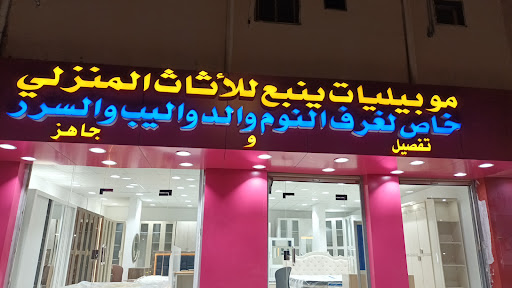 موبيليات ينبع للأثاث المنزلي
خاص لغرف النوم والدواليب والسرر
تفصيل و جاهز